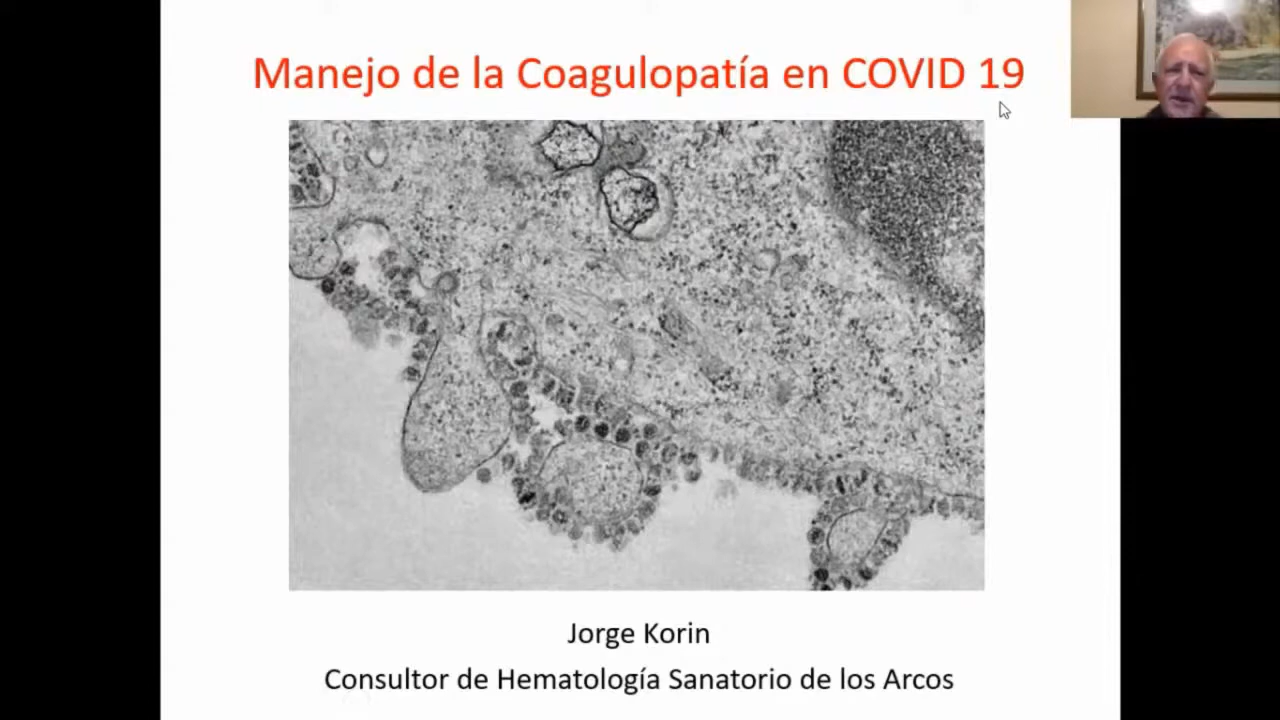 Manejo de la Coagulopatía en COVID 19
Jorge Korin
Consultor de Hematología Sanatorio de los Arcos